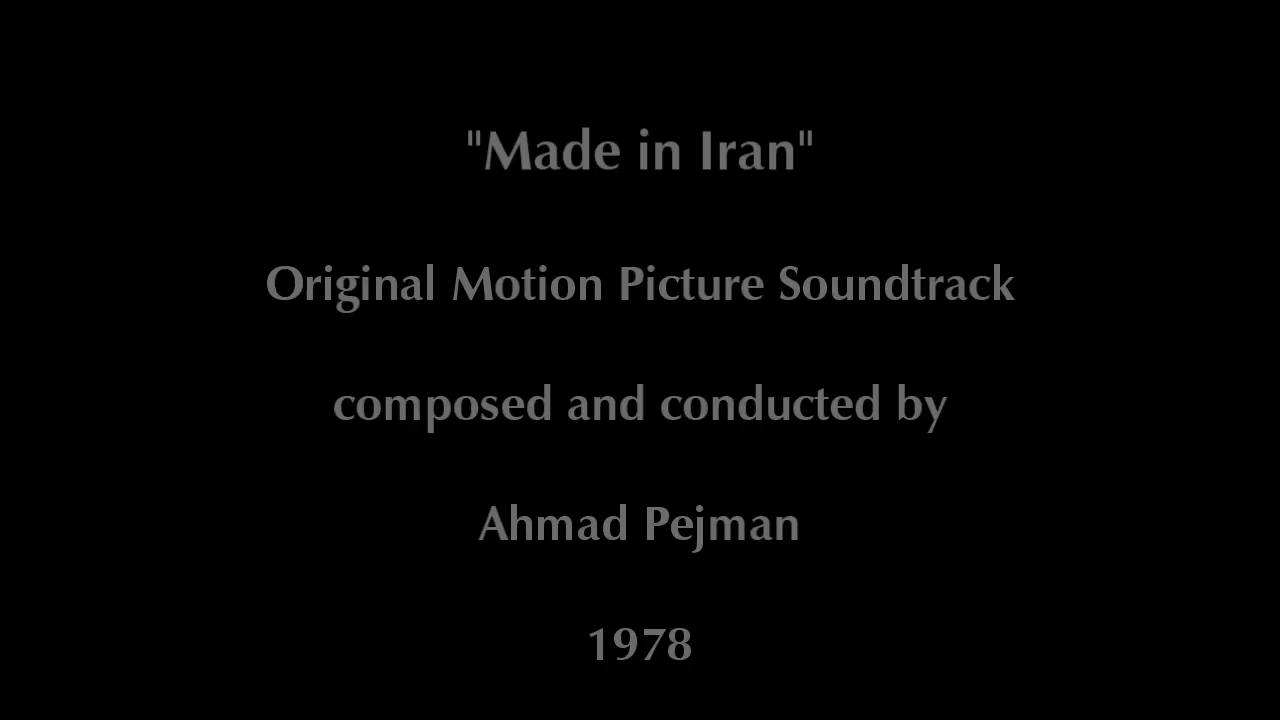 "Made in Iran"
Original Motion Picture Soundtrack
composed and conducted by
Ahmad Pejman
1978